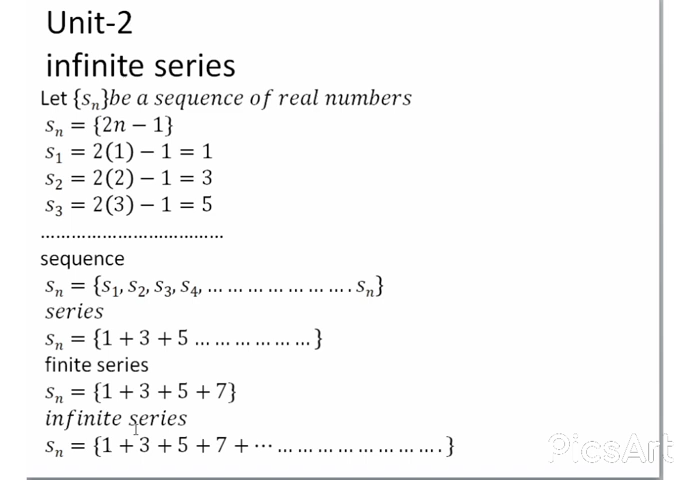 Unit-2
infinite series
Let {sₙ}be a sequence of real numbers
sₙ = {2n − 1}
s₁ = 2(1) − 1 = 1
s₂ = 2(2) − 1 = 3
s₃ = 2(3) − 1 = 5
……………………………
sequence
sₙ = {s₁, s₂, s₃, s₄, … … … … … … … . sₙ}
series
sₙ = {1 + 3 + 5 … … … … … … }
finite series
sₙ = {1 + 3 + 5 + 7}
infinite series
sₙ = {1 + 3 + 5 + 7 + ⋯ … … … … … … … … . }
PicsArt